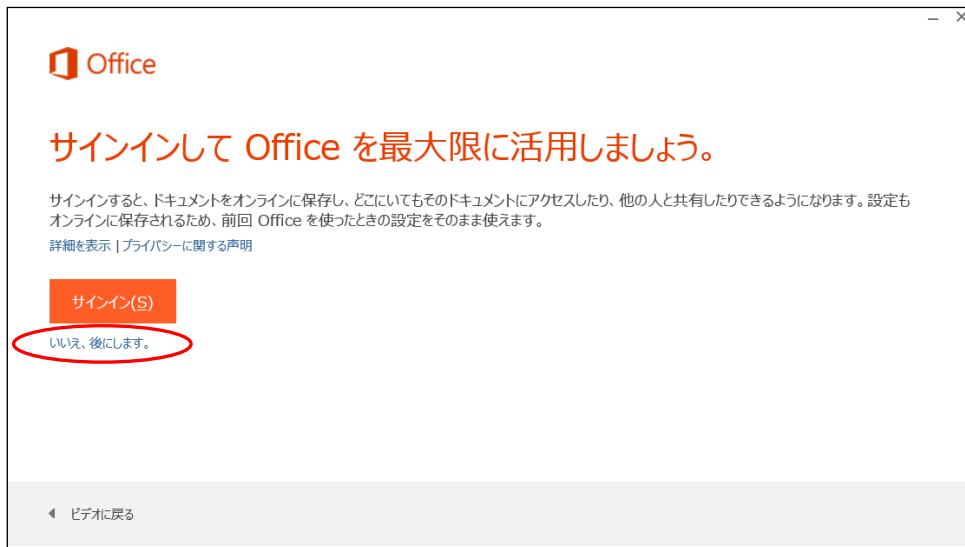 Office
サインインして Office を最大限に活用しましょう。
サインインすると、ドキュメントをオンラインに保存し、どこにいてもそのドキュメントにアクセスしたり、他の人と共有したりできるようになります。設定も
オンラインに保存されるため、前回 Office を使ったときの設定をそのまま使えます。
詳細を表示 | プライバシーに関する声明
サインイン(S)
いいえ、後にします。
ビデオに戻る